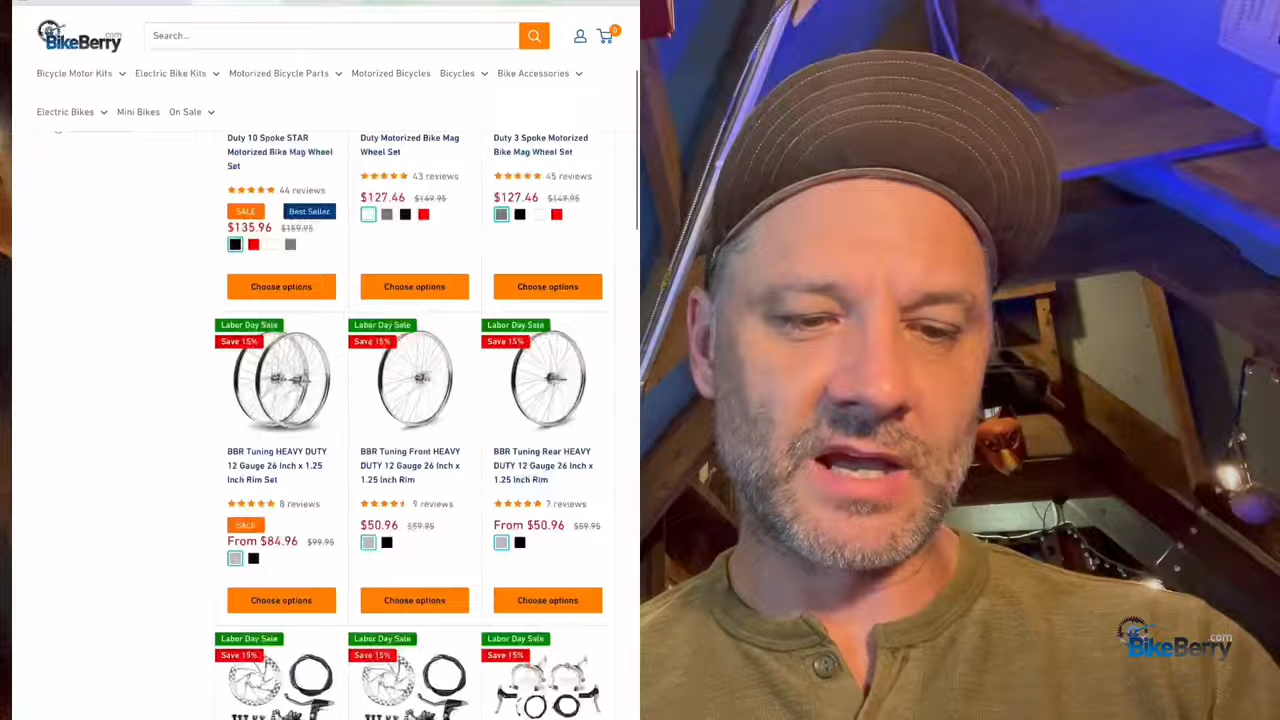 BikeBerry
.com
Search...
0
Bicycle Motor Kits
Electric Bike Kits
Motorized Bicycle Parts
Motorized Bicycles
Bicycles
Bike Accessories
Electric Bikes
Mini Bikes
On Sale
Duty 10 Spoke STAR
Motorized Bike Mag Wheel
Set
44 reviews
SALE
Best Seller
$135.96 $159.95
Choose options
Duty Motorized Bike Mag
Wheel Set
43 reviews
$127.46 $149.95
Choose options
Duty 3 Spoke Motorized
Bike Mag Wheel Set
45 reviews
$127.46 $149.95
Choose options
Labor Day Sale
Save 15%
BBR Tuning HEAVY DUTY
12 Gauge 26 Inch x 1.25
Inch Rim Set
8 reviews
SALE
From $84.96 $99.95
Choose options
Labor Day Sale
Save 15%
BBR Tuning Front HEAVY
DUTY 12 Gauge 26 Inch x
1.25 Inch Rim
9 reviews
$50.96 $59.95
Choose options
Labor Day Sale
Save 15%
BBR Tuning Rear HEAVY
DUTY 12 Gauge 26 Inch x
1.25 Inch Rim
7 reviews
From $50.96 $59.95
Choose options
Labor Day Sale
Save 15%
Labor Day Sale
Save 15%
Labor Day Sale
Save 15%
BikeBerry
.com